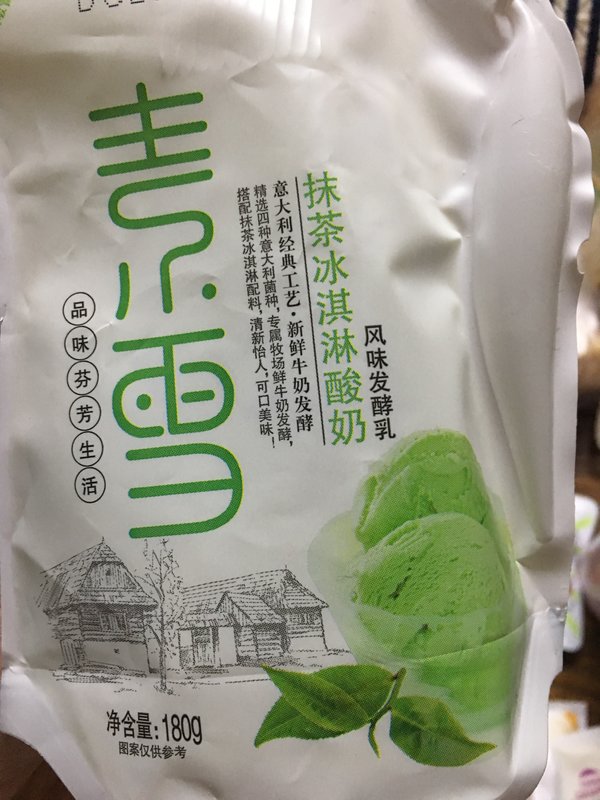 雪
品味芬芳生活
抹茶冰淇淋酸奶
风味发酵乳
意大利经典工艺·新鲜牛奶发酵
精选四种意大利菌种，专属牧场鲜牛奶发酵，
搭配抹茶冰淇淋配料，清新怡人，可口美味！
净含量：180g
图案仅供参考